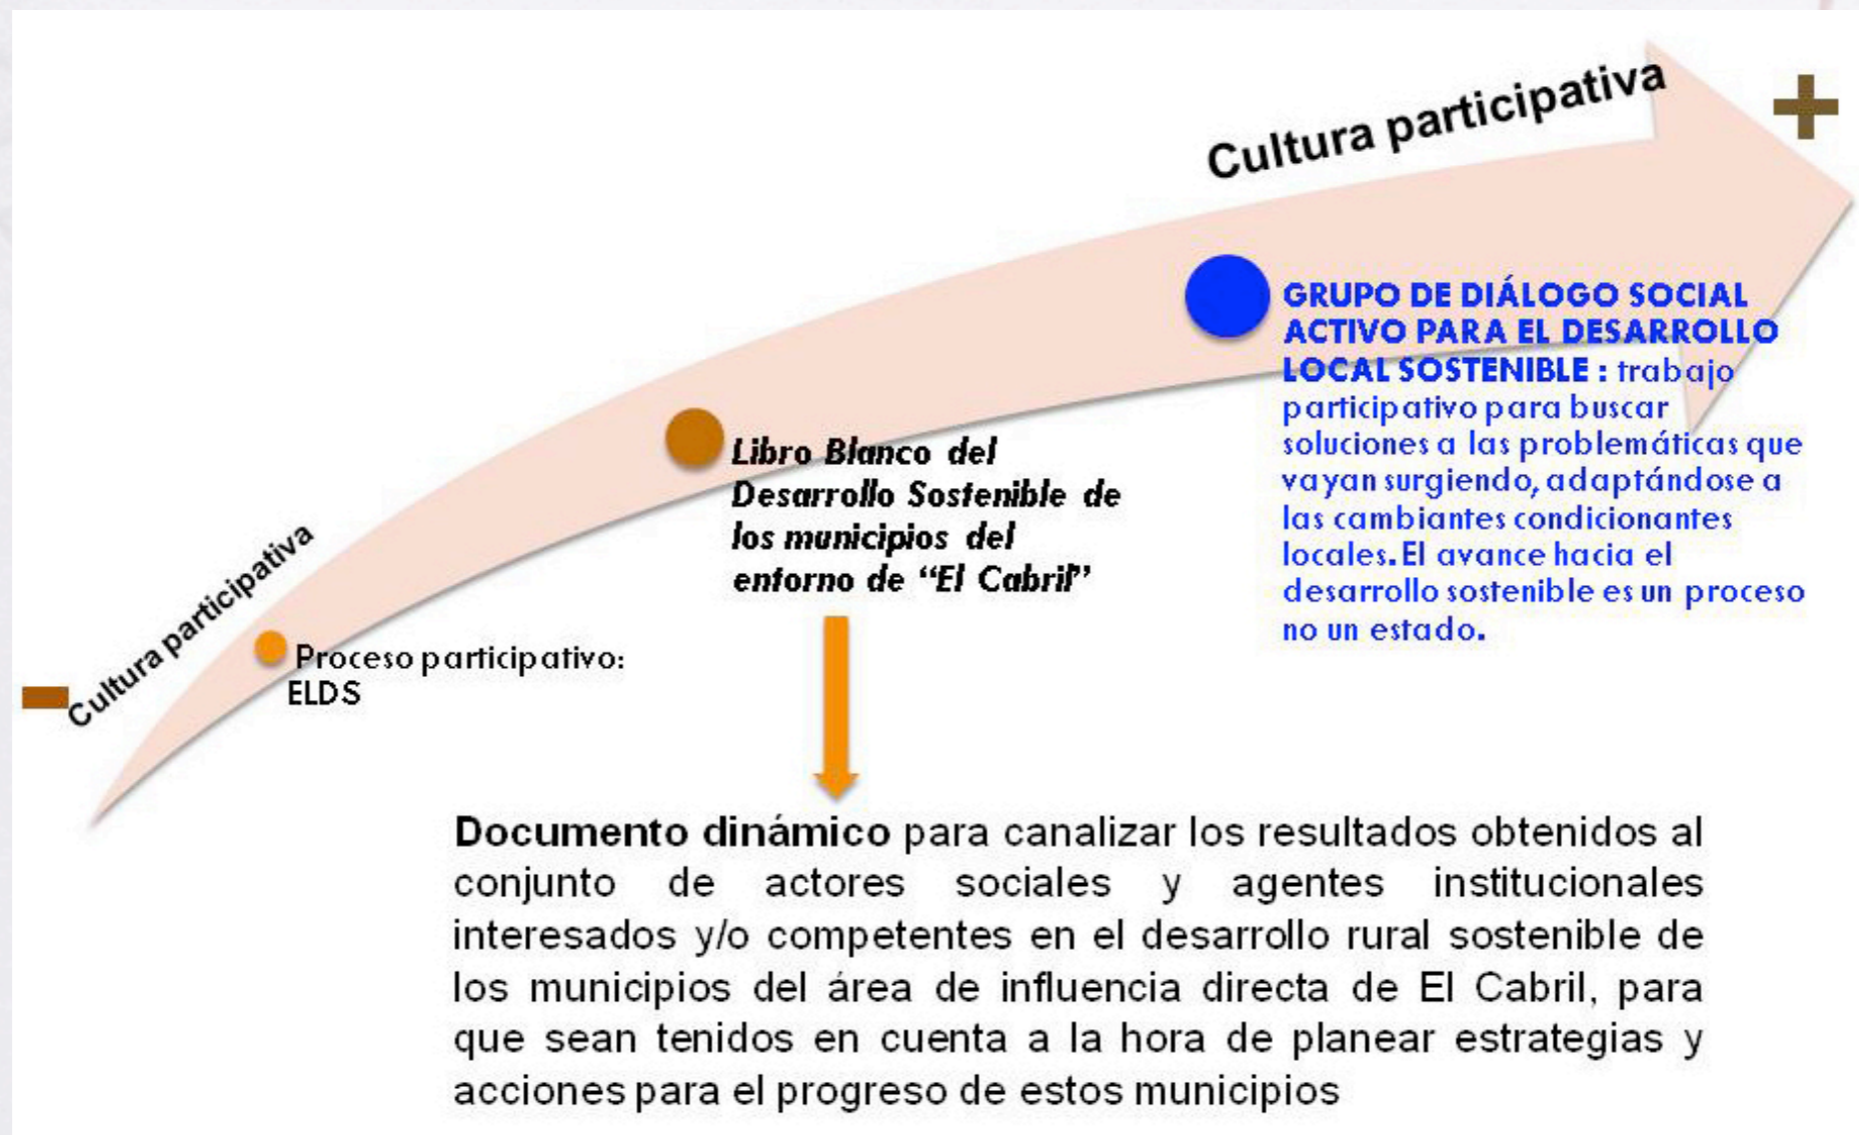 Cultura participativa
+
Cultura participativa
-
Proceso participativo:
ELDS
Libro Blanco del
Desarrollo Sostenible de
los municipios del
entorno de “El Cabril”
GRUPO DE DIÁLOGO SOCIAL
ACTIVO PARA EL DESARROLLO
LOCAL SOSTENIBLE : trabajo
participativo para buscar
soluciones a las problemáticas que
vayan surgiendo, adaptándose a
las cambiantes condicionantes
locales. El avance hacia el
desarrollo sostenible es un proceso
no un estado.
Documento dinámico para canalizar los resultados obtenidos al
conjunto de actores sociales y agentes institucionales
interesados y/o competentes en el desarrollo rural sostenible de
los municipios del área de influencia directa de El Cabril, para
que sean tenidos en cuenta a la hora de planear estrategias y
acciones para el progreso de estos municipios